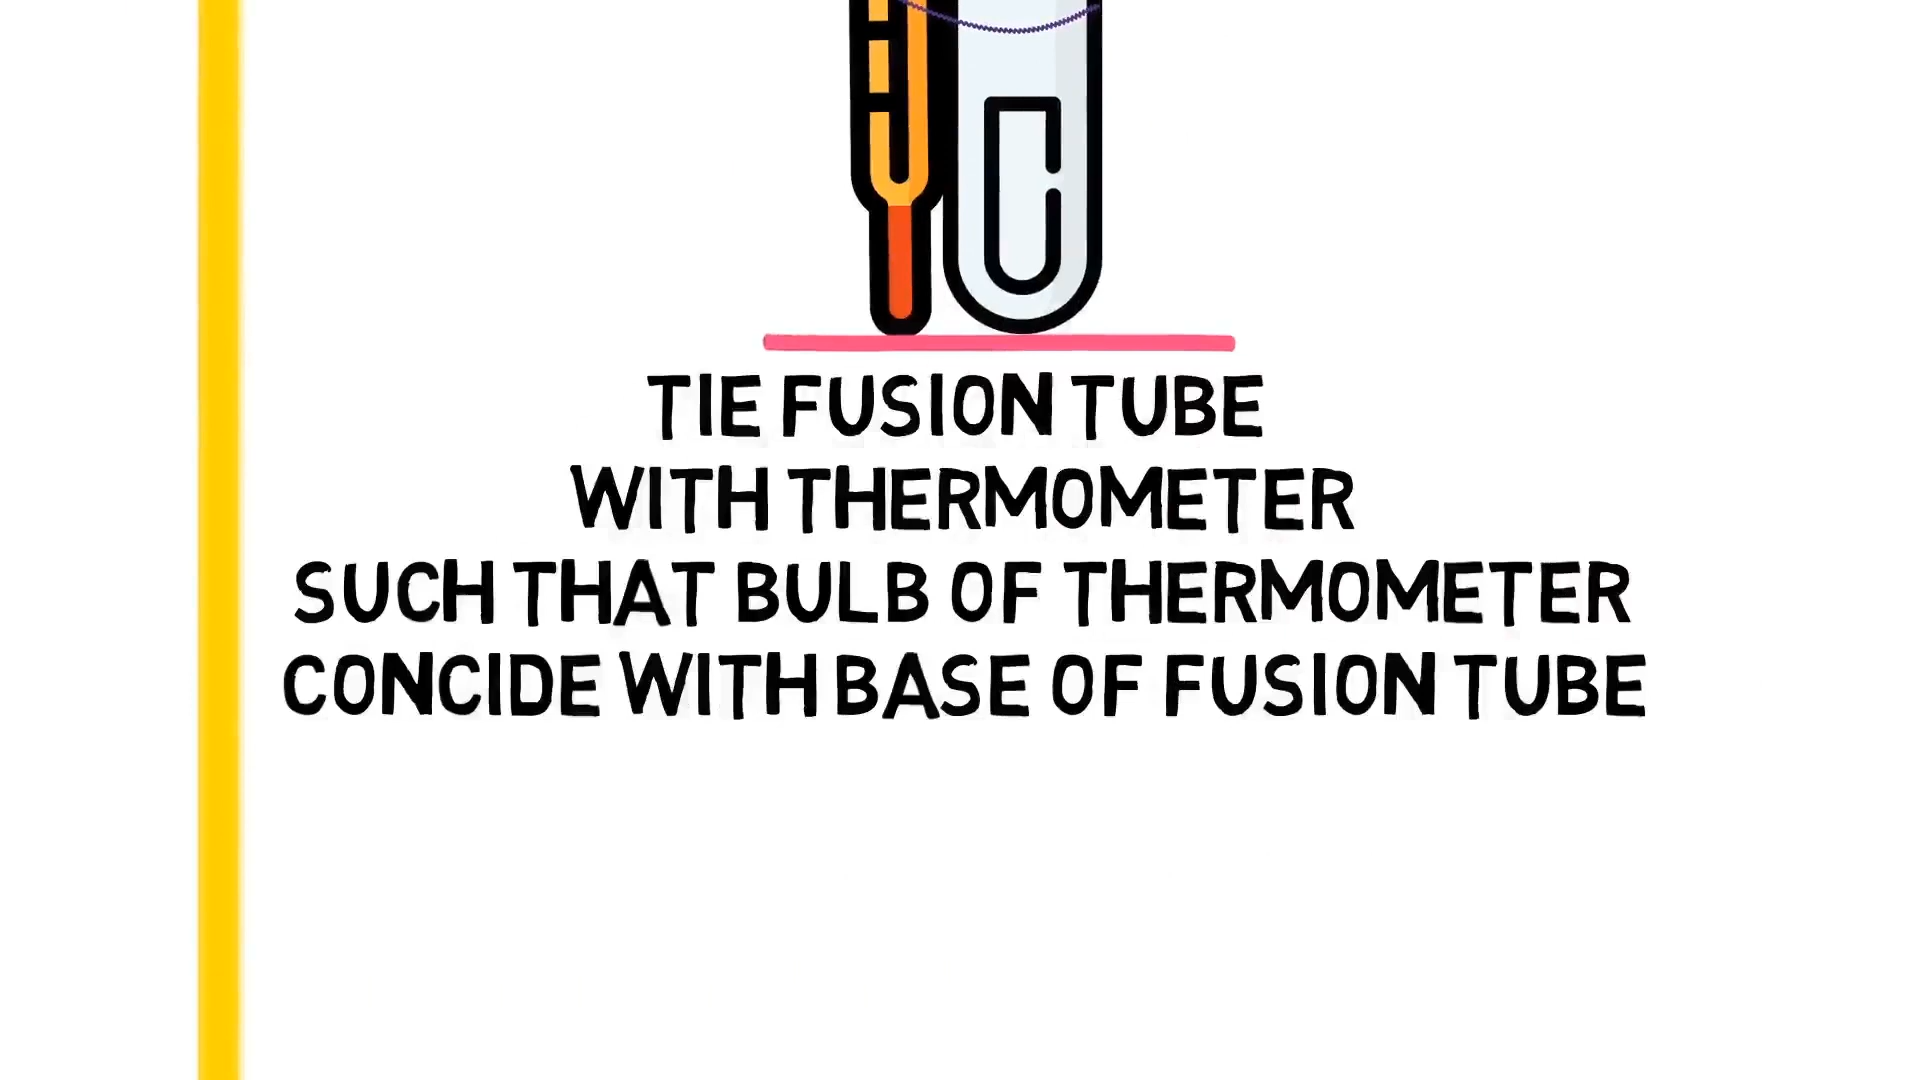 TIE FUSION TUBE
WITH THERMOMETER
SUCH THAT BULB OF THERMOMETER
CONCIDE WITH BASE OF FUSION TUBE